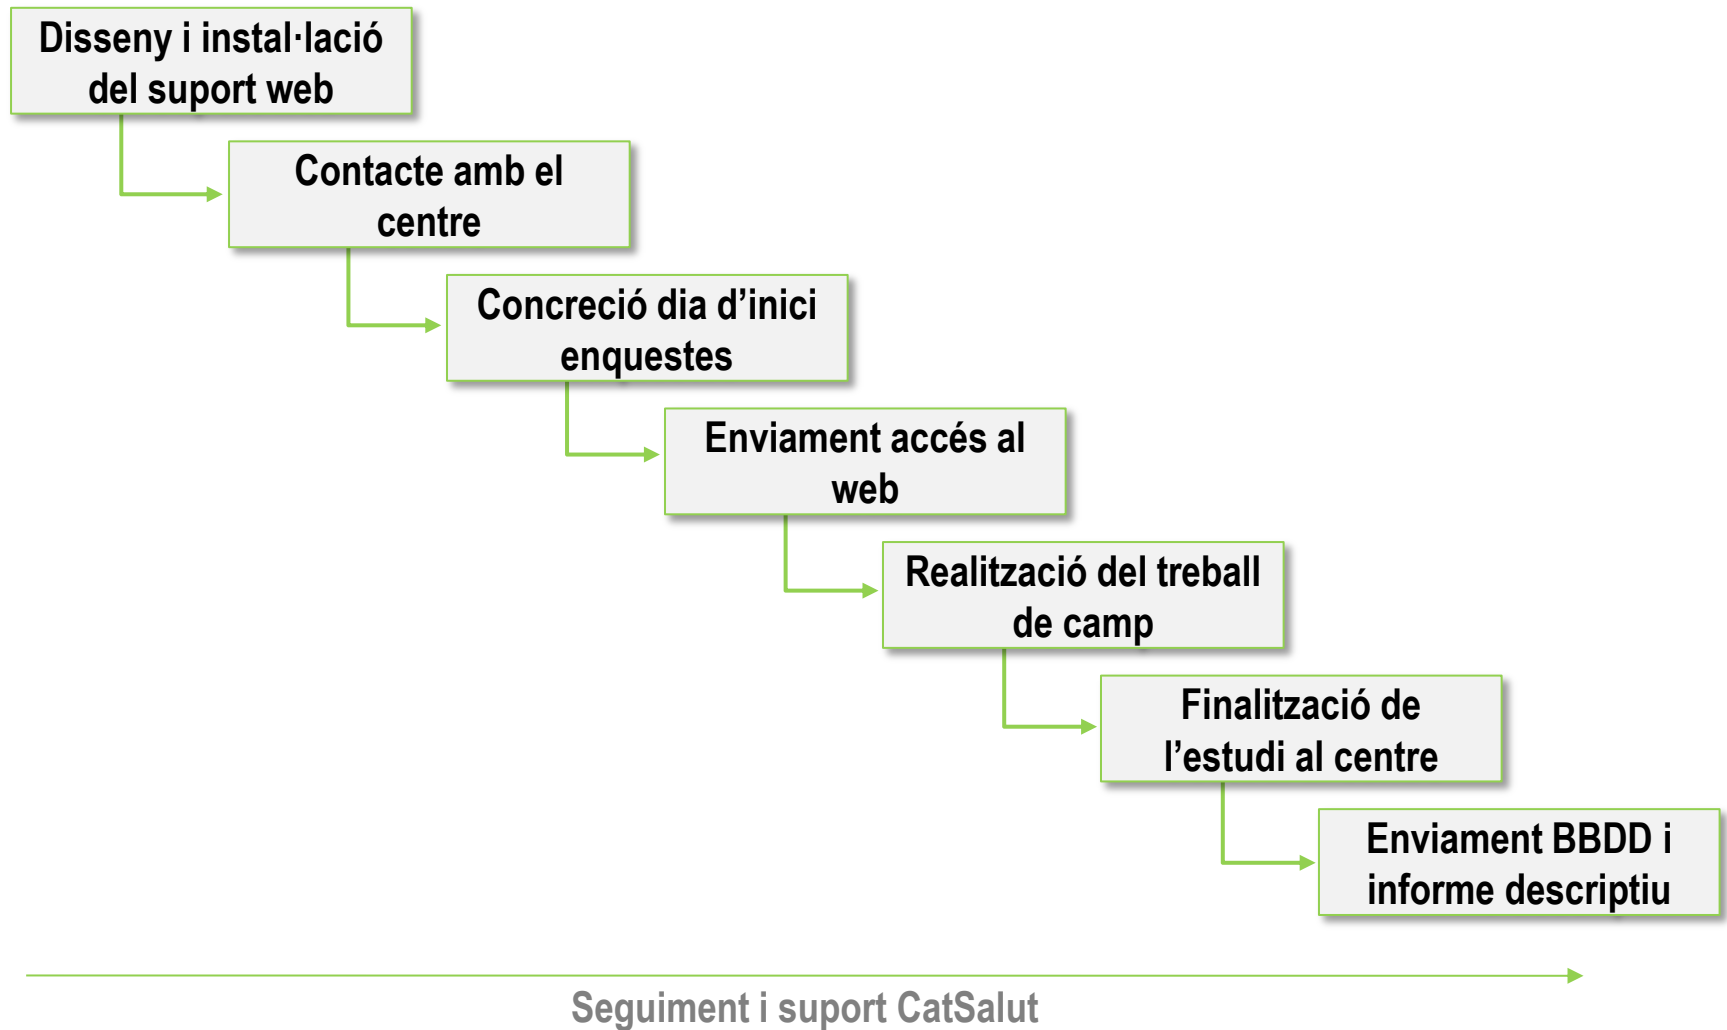 Disseny i instal·lació
del suport web
Contacte amb el
centre
Concreció dia d’inici
enquestes
Enviament accés al
web
Realització del treball
de camp
Finalització de
l’estudi al centre
Enviament BBDD i
informe descriptiu
Seguiment i suport CatSalut